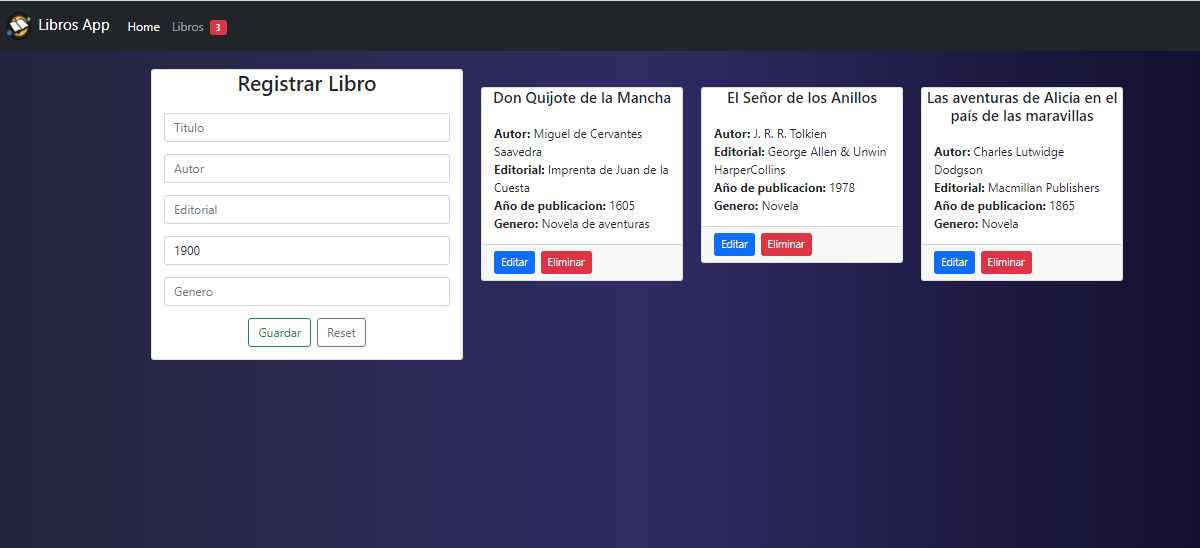 Libros App
Home
Libros
3
Registrar Libro
Titulo
Autor
Editorial
1900
Genero
Guardar
Reset
Don Quijote de la Mancha
Autor: Miguel de Cervantes
Saavedra
Editorial: Imprenta de Juan de la
Cuesta
Año de publicacion: 1605
Genero: Novela de aventuras
Editar
Eliminar
El Señor de los Anillos
Autor: J. R. R. Tolkien
Editorial: George Allen & Unwin
HarperCollins
Año de publicacion: 1978
Genero: Novela
Editar
Eliminar
Las aventuras de Alicia en el
país de las maravillas
Autor: Charles Lutwidge
Dodgson
Editorial: Macmillan Publishers
Año de publicacion: 1865
Genero: Novela
Editar
Eliminar